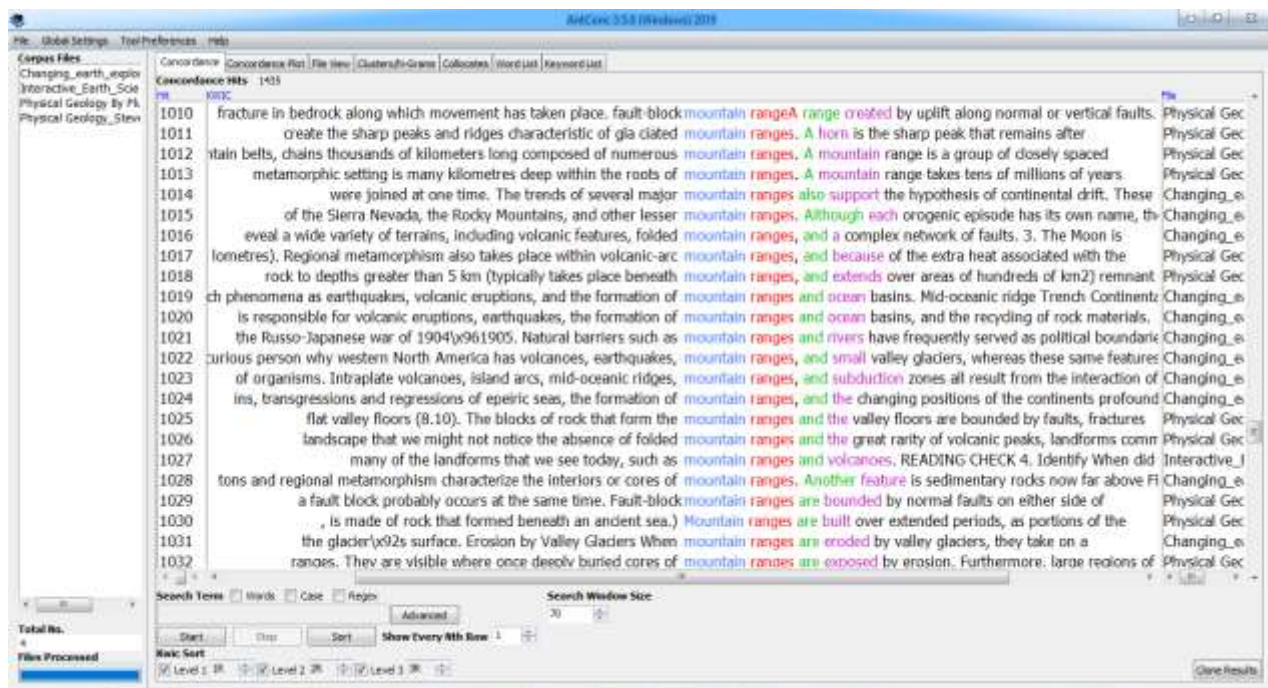 AntConc 3.5.8 (Windows) 2019
File Global Settings Tool Preferences Help
Corpus Files
Changing_earth_explor
Interactive_Earth_Scie
Physical Geology By Pl
Physical Geology_Stev
Total No.
4
Files Processed
Concordance Concordance Plot File View Clusters/N-Grams Collocates Word List Keyword List
Concordance Hits 1435
Hit KWIC File
1010 fracture in bedrock along which movement has taken place. fault-block mountain rangeA range created by uplift along normal or vertical faults. Physical Gec
1011 create the sharp peaks and ridges characteristic of gla ciated mountain ranges. A horn is the sharp peak that remains after Physical Gec
1012 ntain belts, chains thousands of kilometers long composed of numerous mountain ranges. A mountain range is a group of closely spaced Physical Gec
1013 metamorphic setting is many kilometres deep within the roots of mountain ranges. A mountain range takes tens of millions of years Physical Gec
1014 were joined at one time. The trends of several major mountain ranges also support the hypothesis of continental drift. These Changing_e
1015 of the Sierra Nevada, the Rocky Mountains, and other lesser mountain ranges. Although each orogenic episode has its own name, th Changing_e
1016 eveal a wide variety of terrains, including volcanic features, folded mountain ranges, and a complex network of faults. 3. The Moon is Changing_e
1017 lometres). Regional metamorphism also takes place within volcanic-arc mountain ranges, and because of the extra heat associated with the Physical Gec
1018 rock to depths greater than 5 km (typically takes place beneath mountain ranges, and extends over areas of hundreds of km2) remnant Physical Gec
1019 ch phenomena as earthquakes, volcanic eruptions, and the formation of mountain ranges and ocean basins. Mid-oceanic ridge Trench Continenta Changing_e
1020 is responsible for volcanic eruptions, earthquakes, the formation of mountain ranges and ocean basins, and the recycling of rock materials. Changing_e
1021 the Russo-Japanese war of 1904\x961905. Natural barriers such as mountain ranges and rivers have frequently served as political boundarie Changing_e
1022 curious person why western North America has volcanoes, earthquakes, mountain ranges, and small valley glaciers, whereas these same features Changing_e
1023 of organisms. Intraplate volcanoes, island arcs, mid-oceanic ridges, mountain ranges, and subduction zones all result from the interaction of Changing_e
1024 ins, transgressions and regressions of epeiric seas, the formation of mountain ranges, and the changing positions of the continents profound Changing_e
1025 flat valley floors (8.10). The blocks of rock that form the mountain ranges and the valley floors are bounded by faults, fractures Physical Gec
1026 landscape that we might not notice the absence of folded mountain ranges and the great rarity of volcanic peaks, landforms comm Physical Gec
1027 many of the landforms that we see today, such as mountain ranges and volcanoes. READING CHECK 4. Identify When did Interactive_I
1028 tons and regional metamorphism characterize the interiors or cores of mountain ranges. Another feature is sedimentary rocks now far above Fi Changing_e
1029 a fault block probably occurs at the same time. Fault-block mountain ranges are bounded by normal faults on either side of Physical Gec
1030 , is made of rock that formed beneath an ancient sea.) Mountain ranges are built over extended periods, as portions of the Physical Gec
1031 the glacier\x92s surface. Erosion by Valley Glaciers When mountain ranges are eroded by valley glaciers, they take on a Changing_e
1032 ranges. They are visible where once deeply buried cores of mountain ranges are exposed by erosion. Furthermore, large regions of Physical Gec
Search Term Words Case Regex Search Window Size
Advanced 70
Start Stop Sort Show Every Nth Row 1
Kwic Sort
Level 1 1R Level 2 2R Level 3 3R Clone Results